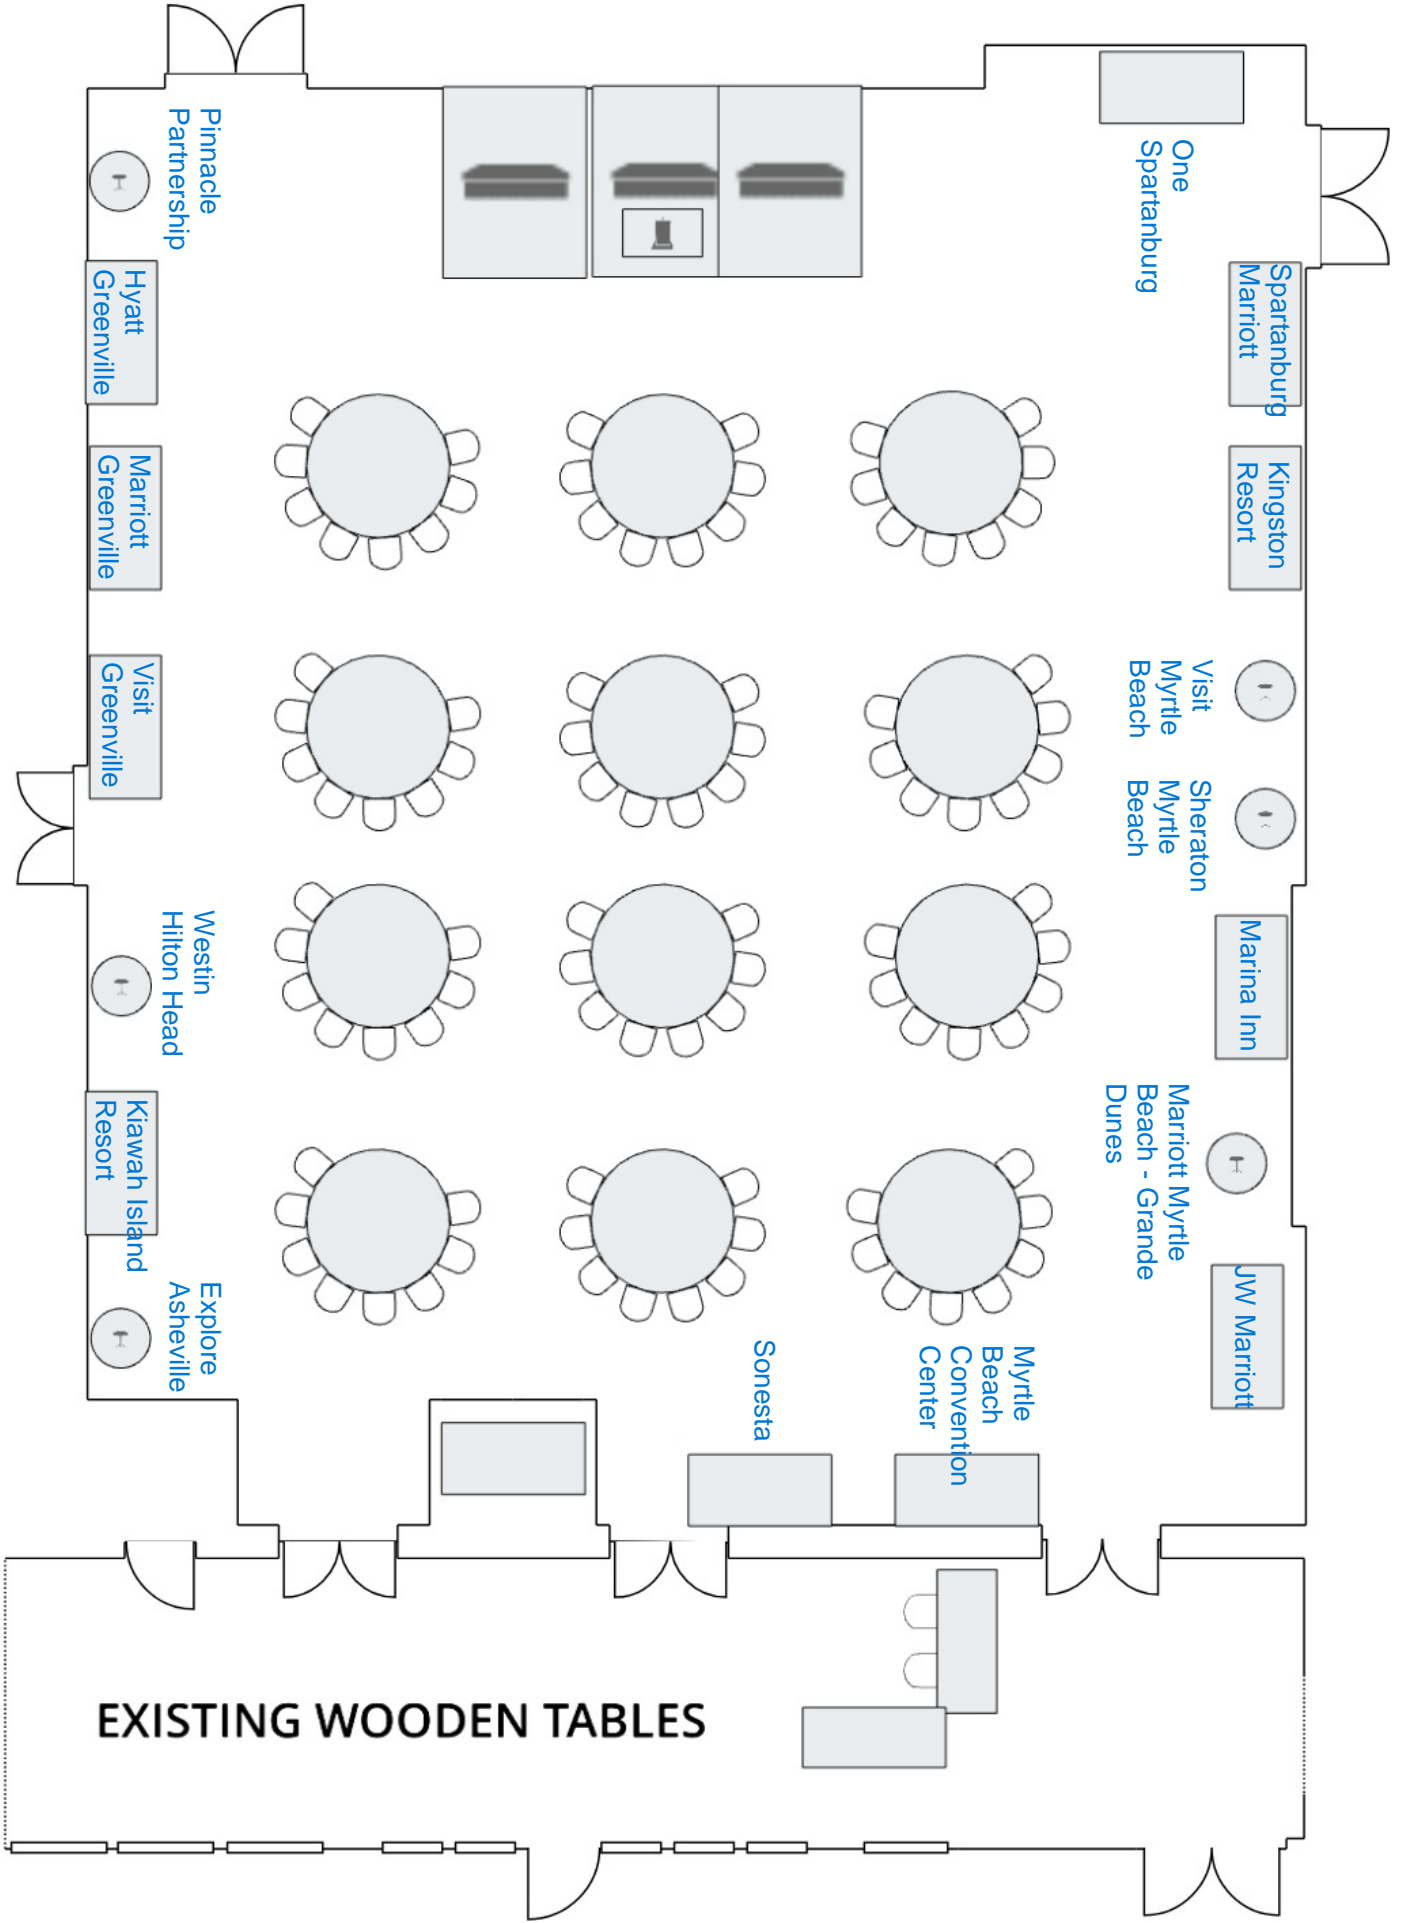 Pinnacle
Partnership
One
Spartanburg
Hyatt
Greenville
Spartanburg
Marriott
Marriott
Greenville
Kingston
Resort
Visit
Greenville
Visit
Myrtle
Beach
Sheraton
Myrtle
Beach
Westin
Hilton Head
Marina Inn
Kiawah Island
Resort
Marriott Myrtle
Beach - Grande
Dunes
Explore
Asheville
JW Marriott
Sonesta
Myrtle
Beach
Convention
Center
EXISTING WOODEN TABLES